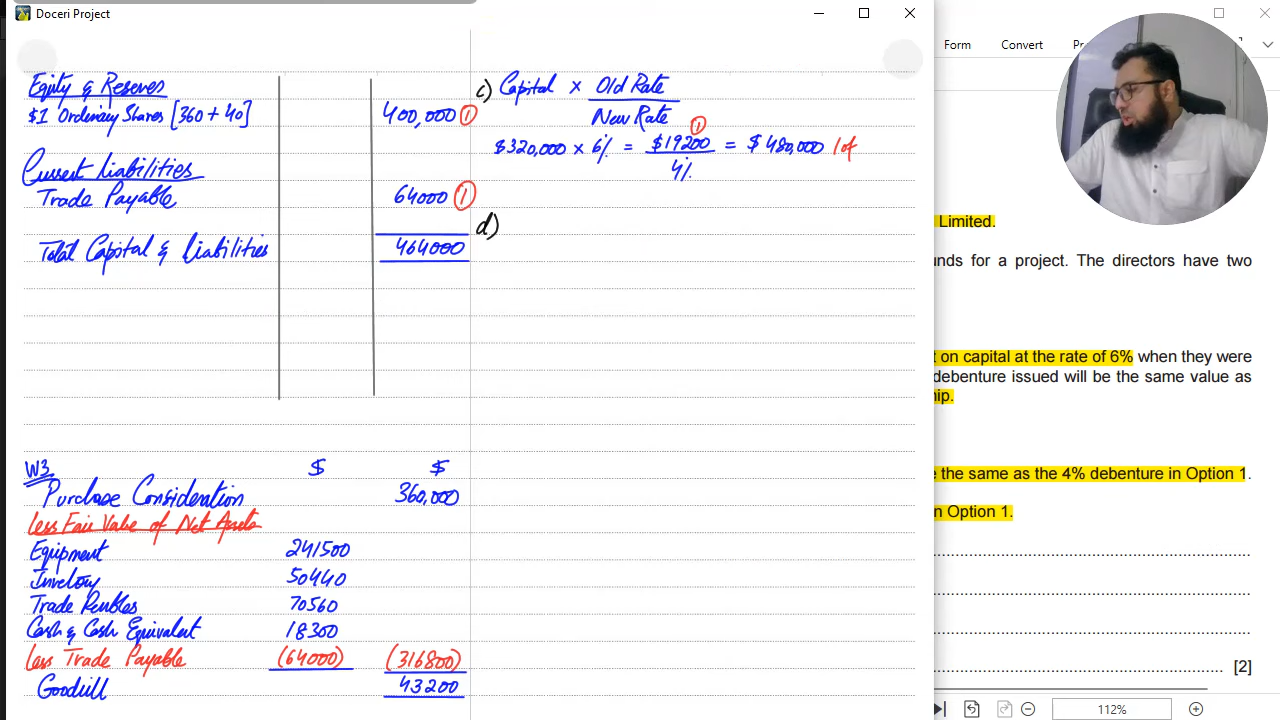 Doceri Project
Equity & Reserves
$1 Ordinary Shares [360 + 40] 400,000 1
Current Liabilities
Trade Payable 64000 1
Total Capital & Liabilities 464000
W3 $ $
Purchase Consideration 360,000
less Fair Value of Net Assets
Equipment 241500
Inventory 50440
Trade 70560
Cash & Cash Equivalent 18300
less Trade Payable (64000) (316800)
Goodwill 43200
c) Capital × Old Rate
New Rate
$320,000 × 6% = $19200 1 = $480,000 1of
4%
d)
Form Convert
Limited.
unds for a project. The directors have two
t on capital at the rate of 6% when they were
debenture issued will be the same value as
hip.
e the same as the 4% debenture in Option 1.
n Option 1.
[2]
112%